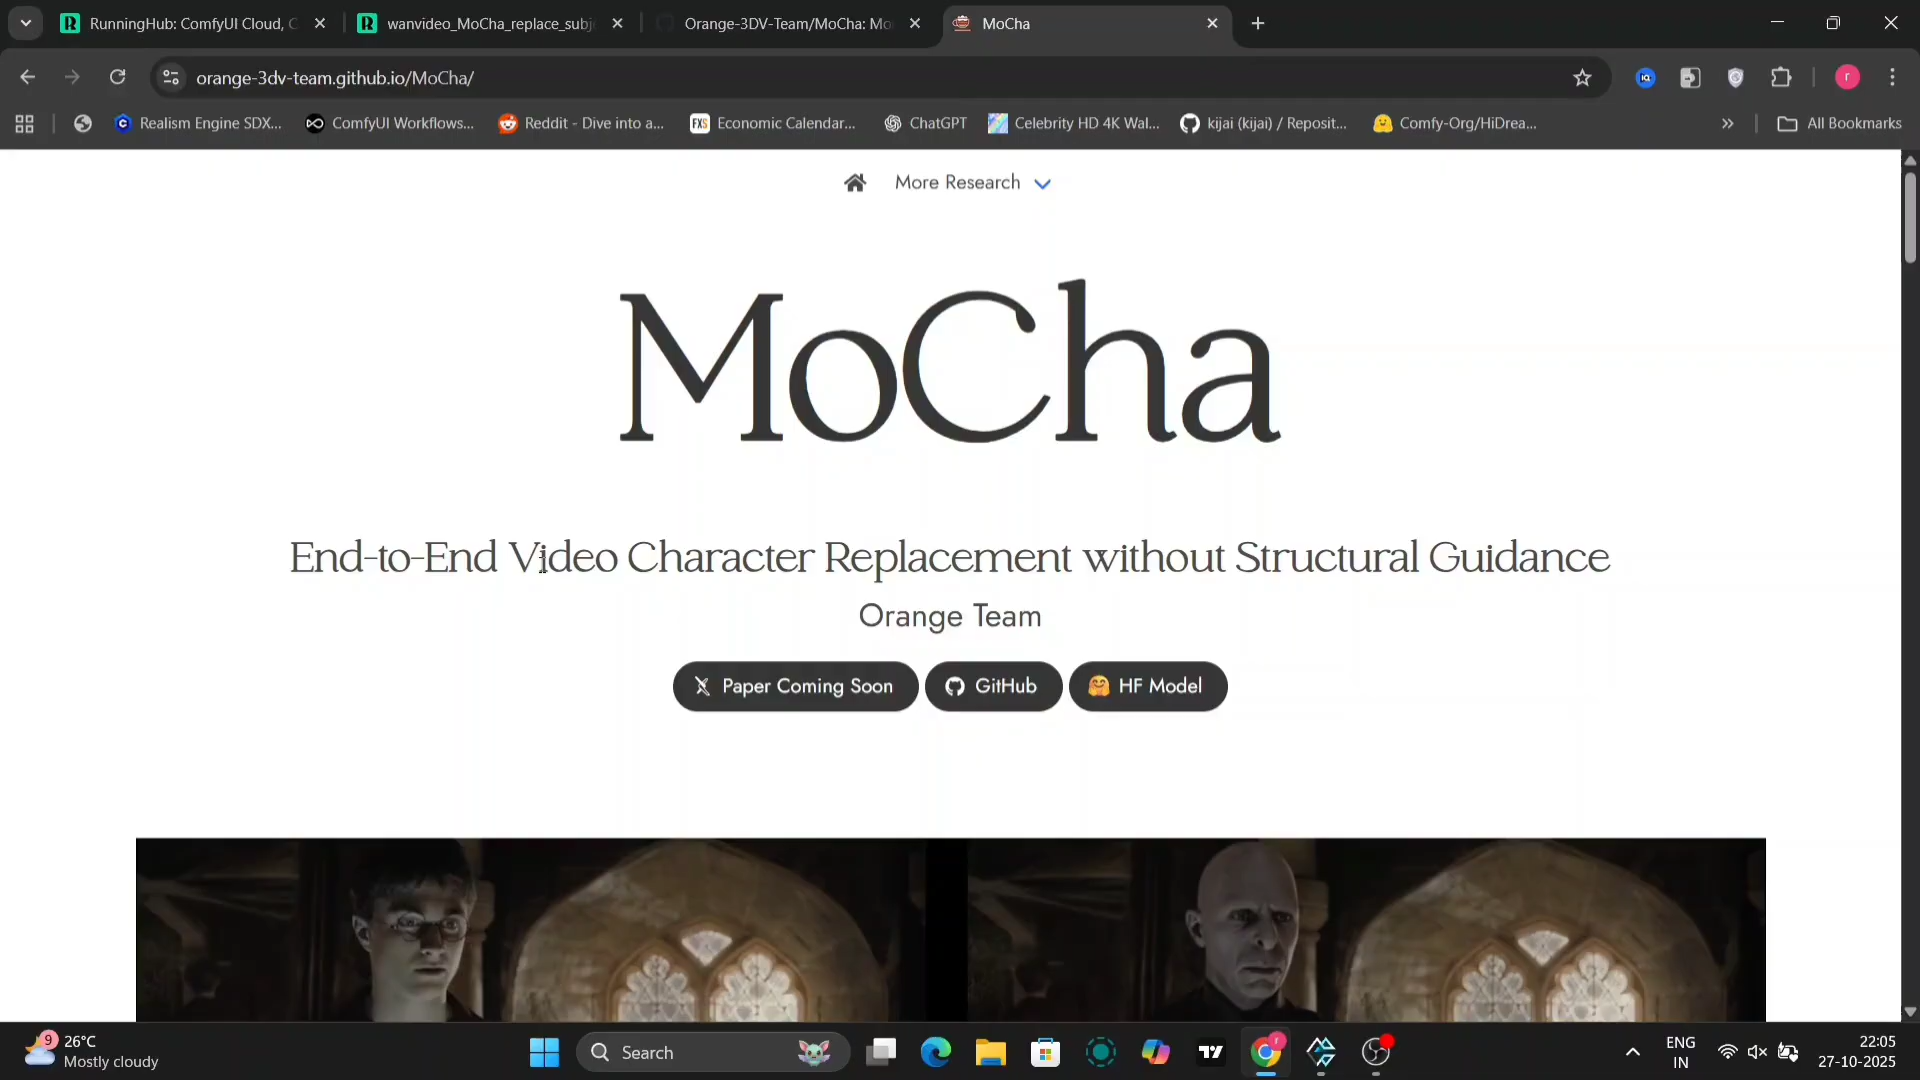 RunningHub: ComfyUI Cloud, C
wanvideo_MoCha_replace_subje
Orange-3DV-Team/MoCha: Mo
MoCha
orange-3dv-team.github.io/MoCha/
r
Realism Engine SDX...
ComfyUI Workflows...
Reddit - Dive into a...
FXS
Economic Calendar...
ChatGPT
Celebrity HD 4K Wal...
kijai (kijai) / Reposit...
Comfy-Org/HiDrea...
All Bookmarks
More Research
MoCha
End-to-End Video Character Replacement without Structural Guidance
Orange Team
Paper Coming Soon
GitHub
HF Model
9
26°C
Mostly cloudy
Search
ENG
IN
22:05
27-10-2025